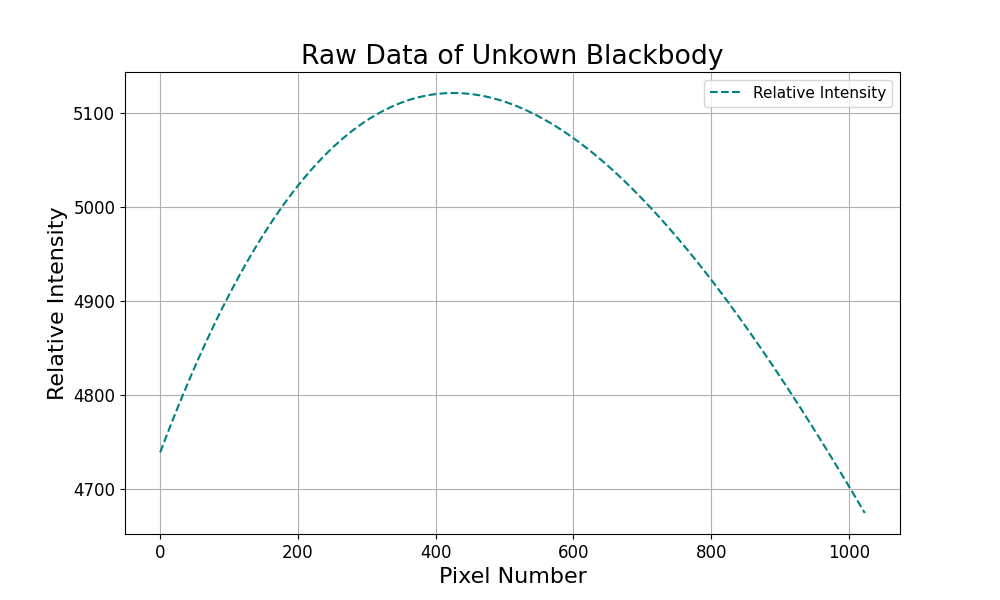 Raw Data of Unkown Blackbody
Relative Intensity
Relative Intensity
5100
5000
4900
4800
4700
0 200 400 600 800 1000
Pixel Number